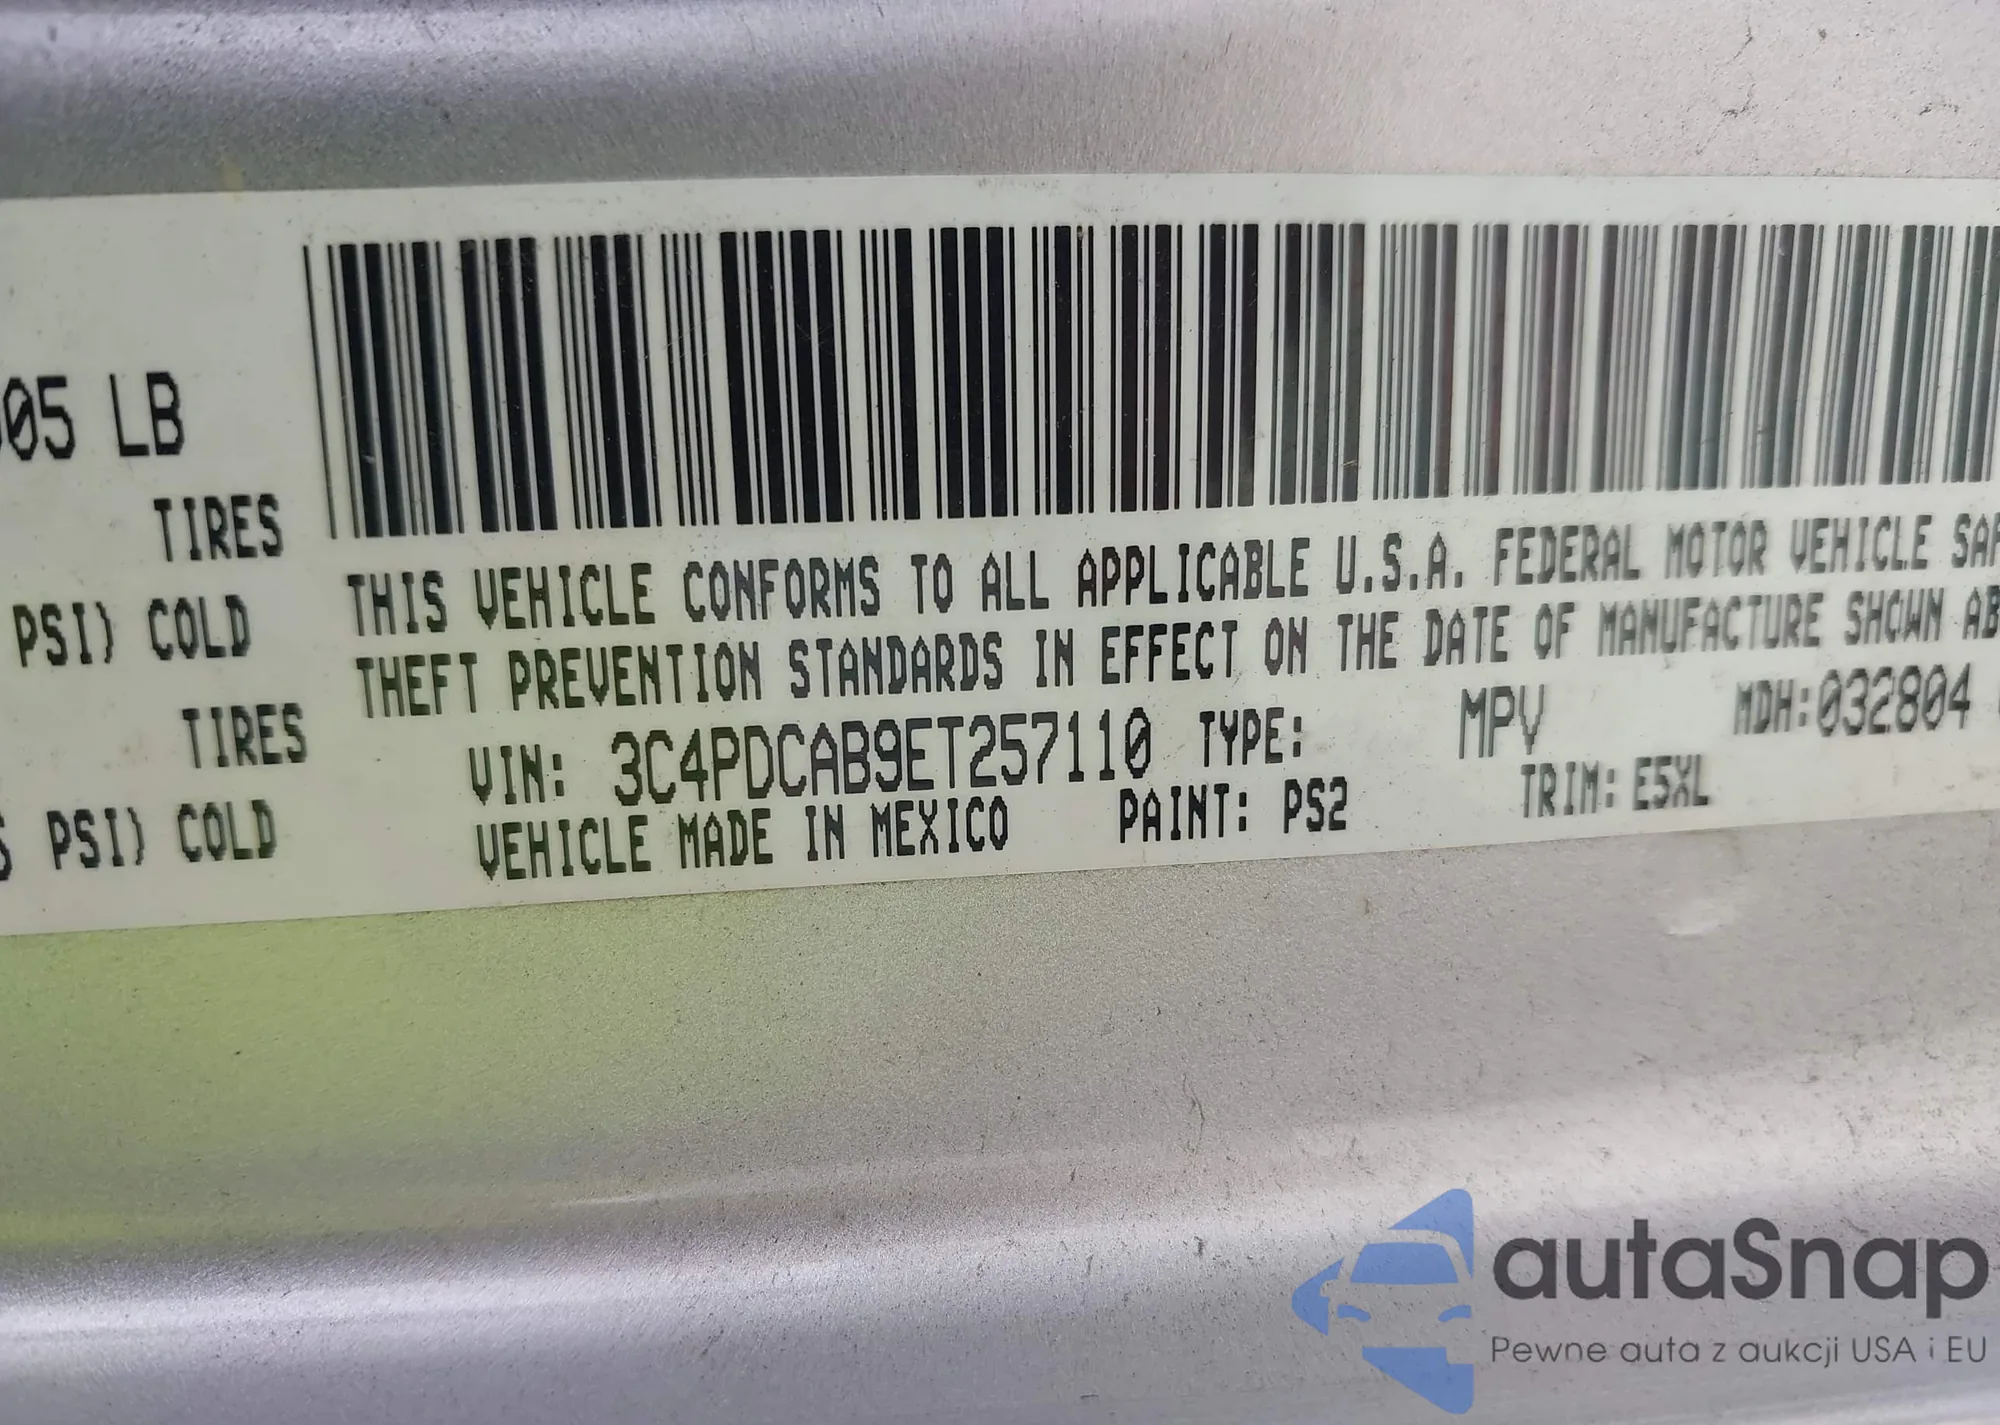 05 LB
TIRES
PSI) COLD
TIRES
PSI) COLD
THIS VEHICLE CONFORMS TO ALL APPLICABLE U.S.A. FEDERAL MOTOR VEHICLE SAF
THEFT PREVENTION STANDARDS IN EFFECT ON THE DATE OF MANUFACTURE SHOWN AB
VIN: 3C4PDCAB9ET257110 TYPE: MPV MDH:032804
VEHICLE MADE IN MEXICO PAINT: PS2 TRIM: E5XL
autaSnap
Pewne auta z aukcji USA i EU